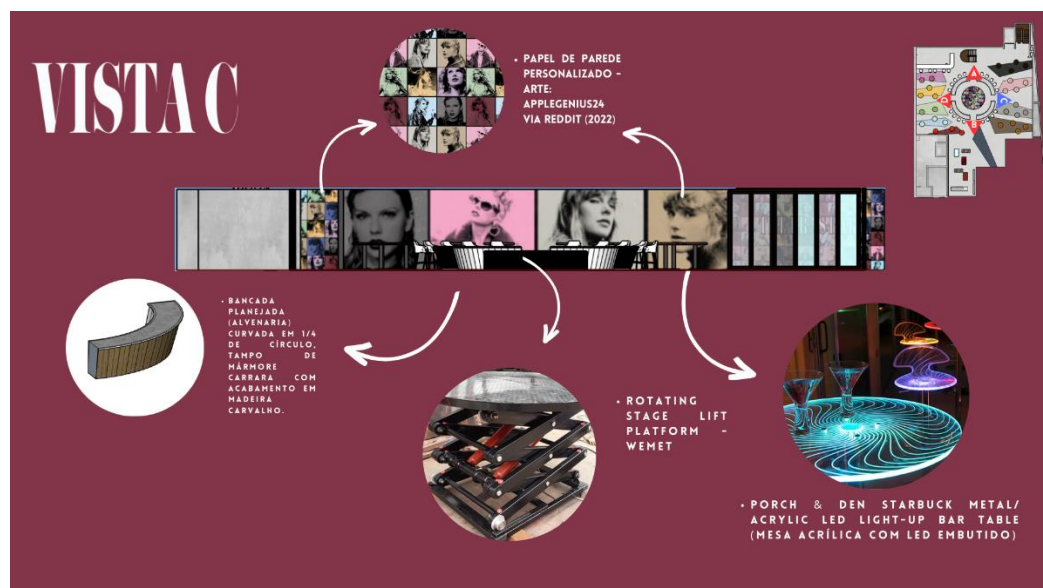 VISTA C
• PAPEL DE PAREDE
PERSONALIZADO -
ARTE:
APPLEGENIUS24
VIA REDDIT (2022)
A
D
C
B
• BANCADA
PLANEJADA
(ALVENARIA)
CURVADA EM 1/4
DE CÍRCULO,
TAMPO DE
MÁRMORE
CARRARA COM
ACABAMENTO EM
MADEIRA
CARVALHO.
• ROTATING
STAGE LIFT
PLATFORM -
WEMET
• PORCH & DEN STARBUCK METAL/
ACRYLIC LED LIGHT-UP BAR TABLE
(MESA ACRÍLICA COM LED EMBUTIDO)